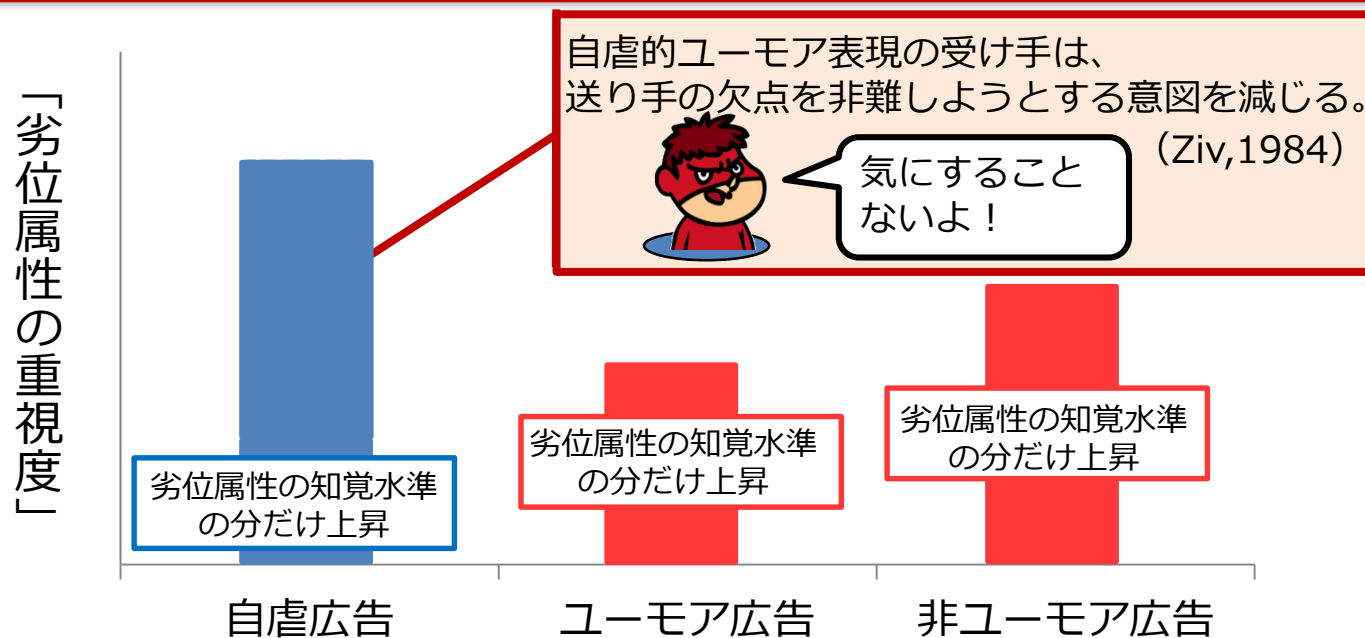 「劣位属性の重視度」
自虐的ユーモア表現の受け手は、
送り手の欠点を非難しようとする意図を減じる。
（Ziv,1984）
気にすること
ないよ！
劣位属性の知覚水準
の分だけ上昇
劣位属性の知覚水準
の分だけ上昇
劣位属性の知覚水準
の分だけ上昇
自虐広告
ユーモア広告
非ユーモア広告